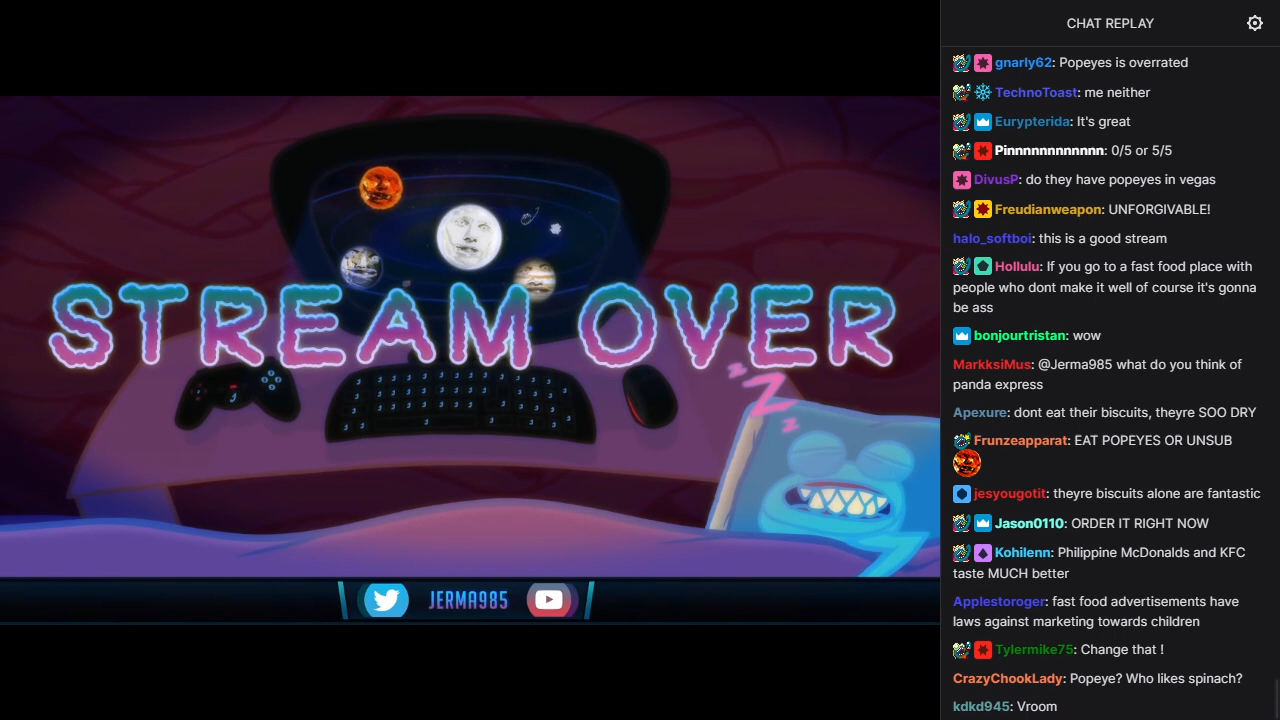 STREAM OVER
z
Z
z
JERMA985
CHAT REPLAY
gnarly62: Popeyes is overrated
TechnoToast: me neither
Eurypterida: It's great
Pinnnnnnnnnnnn: 0/5 or 5/5
DivusP: do they have popeyes in vegas
Freudianweapon: UNFORGIVABLE!
halo_softboi: this is a good stream
Hollulu: If you go to a fast food place with
people who dont make it well of course it's gonna
be ass
bonjourtristan: wow
MarkksiMus: @Jerma985 what do you think of
panda express
Apexure: dont eat their biscuits, theyre SOO DRY
Frunzeapparat: EAT POPEYES OR UNSUB
jesyougotit: theyre biscuits alone are fantastic
Jason0110: ORDER IT RIGHT NOW
Kohilenn: Philippine McDonalds and KFC
taste MUCH better
Applestoroger: fast food advertisements have
laws against marketing towards children
Tylermike75: Change that !
CrazyChookLady: Popeye? Who likes spinach?
kdkd945: Vroom